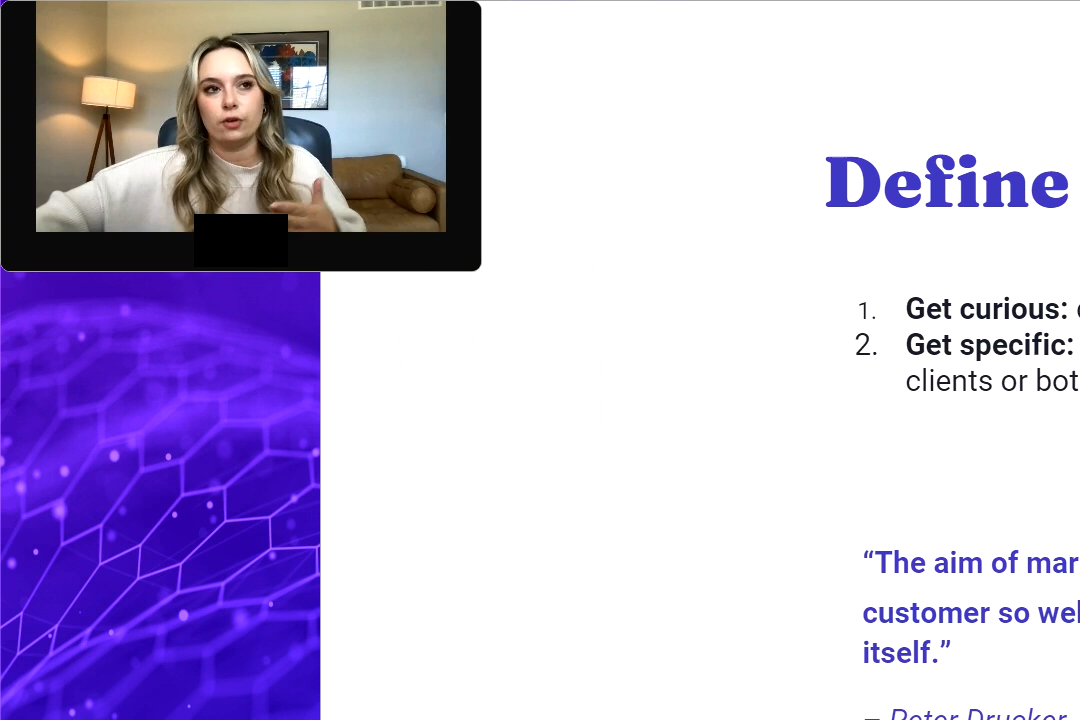 Define
1. Get curious:
2. Get specific:
clients or bot
“The aim of mar
customer so wel
itself.”
– Peter Drucker